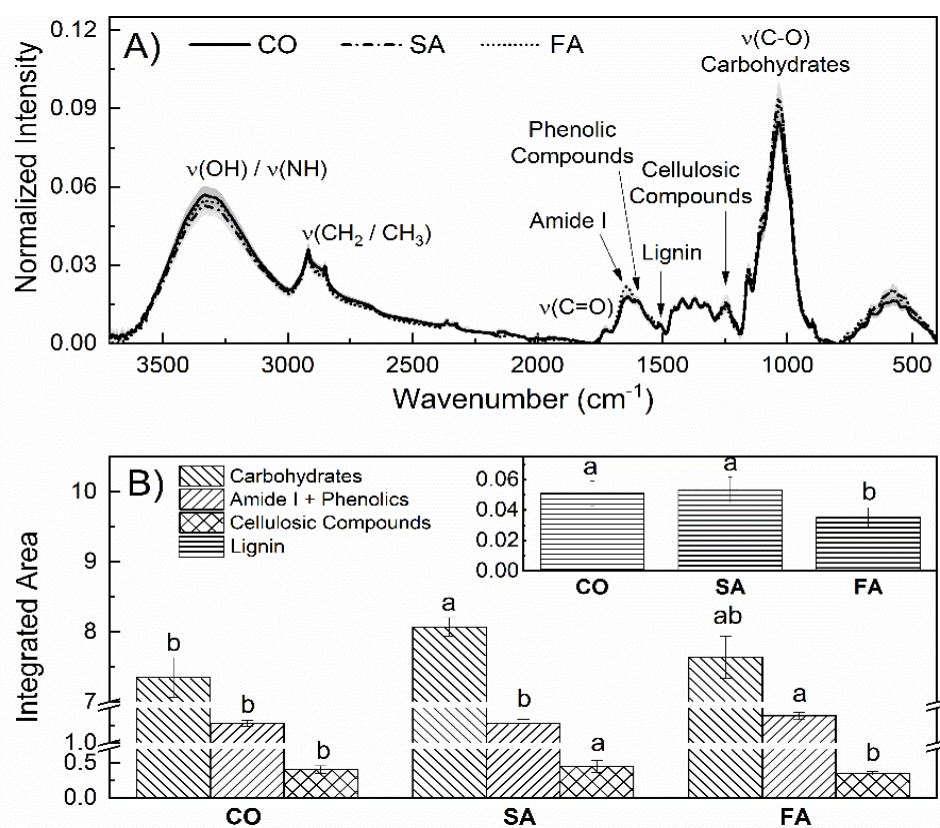 A)
CO
SA
FA
0.12
0.09
0.06
0.03
0.00
Normalized Intensity
ν(OH) / ν(NH)
ν(CH₂ / CH₃)
ν(C=O)
Amide I
Phenolic
Compounds
Lignin
Cellulosic
Compounds
ν(C-O)
Carbohydrates
3500
3000
2500
2000
1500
1000
500
Wavenumber (cm⁻¹)
B)
Carbohydrates
Amide I + Phenolics
Cellulosic Compounds
Lignin
0.06
0.04
0.02
0.00
a
a
b
CO
SA
FA
10
9
8
7
1.0
0.5
0.0
Integrated Area
b
b
b
a
b
a
ab
a
b
CO
SA
FA